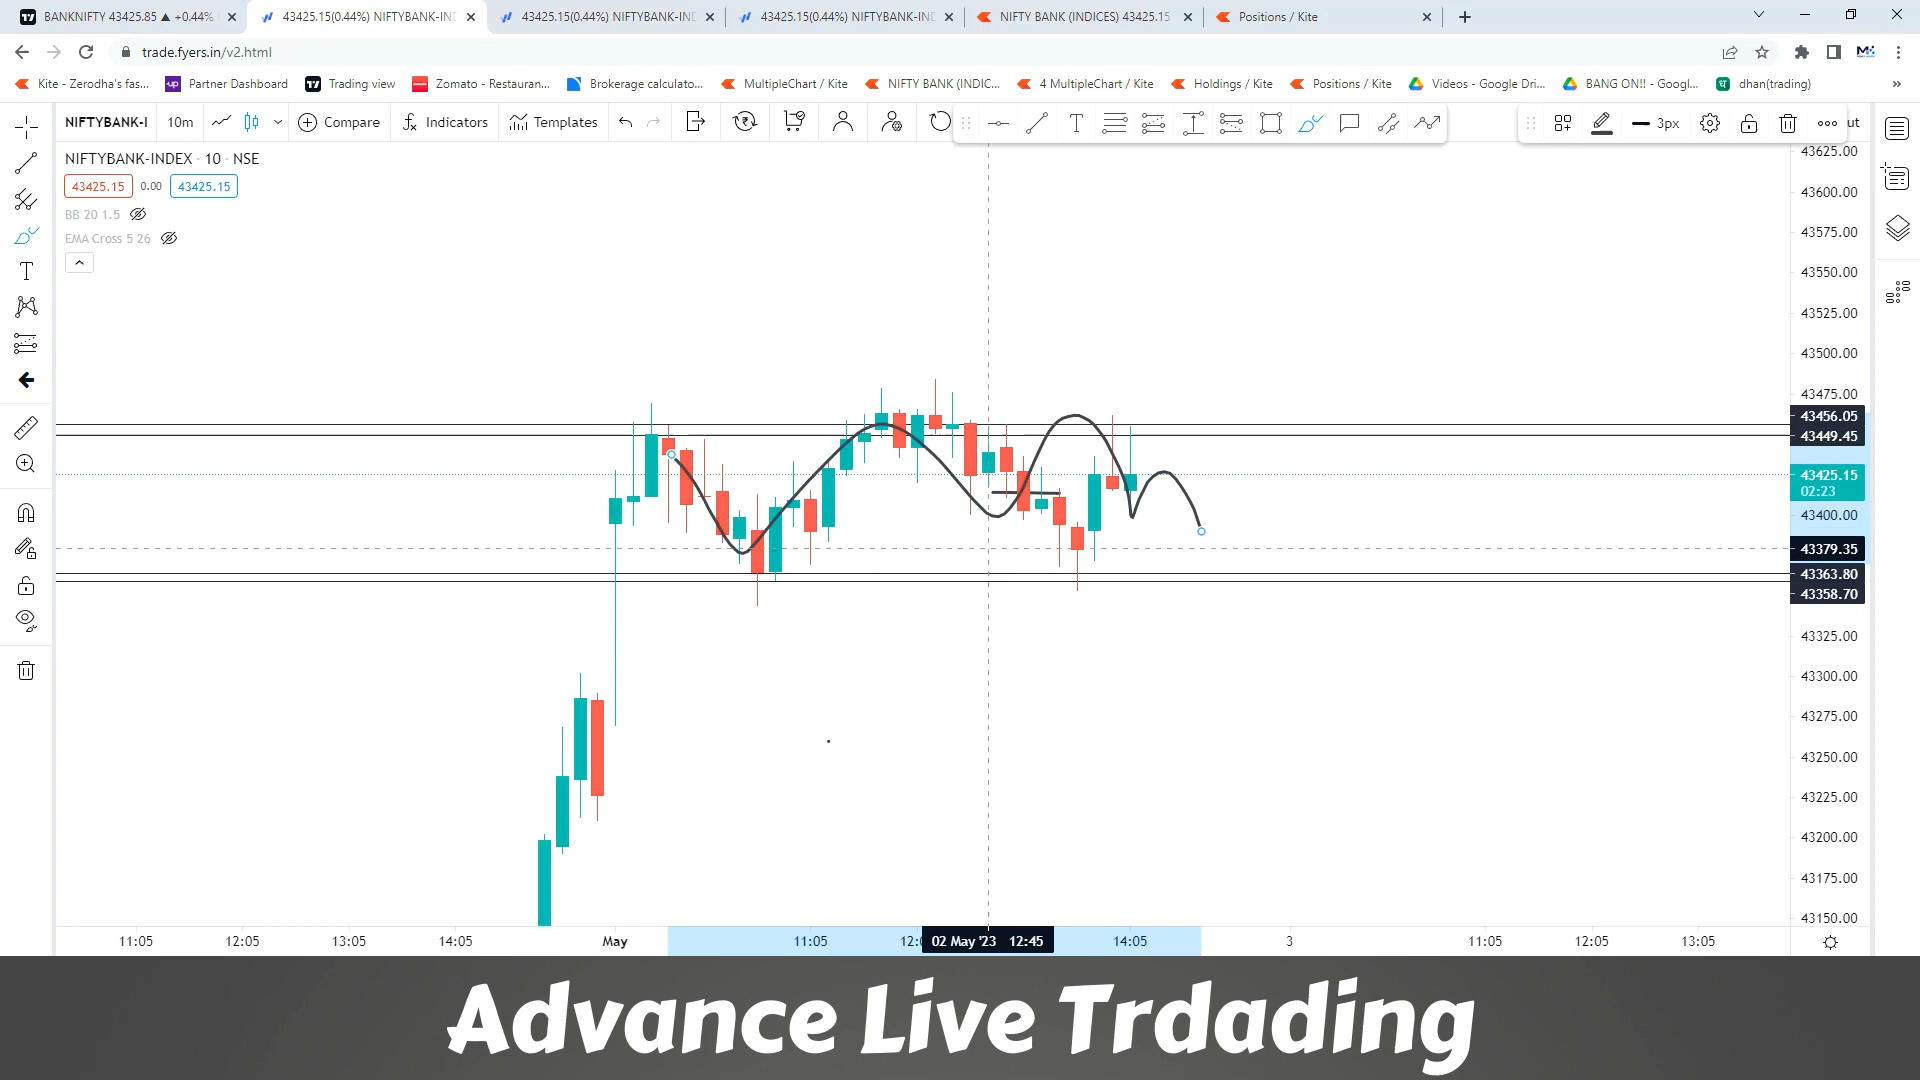 BANKNIFTY 43425.85 ▲ +0.44%
43425.15(0.44%) NIFTYBANK-IND
43425.15(0.44%) NIFTYBANK-IND
43425.15(0.44%) NIFTYBANK-IND
NIFTY BANK (INDICES) 43425.15
Positions / Kite
trade.fyers.in/v2.html
Kite - Zerodha's fas...
up Partner Dashboard
Trading view
zomato Zomato - Restauran...
Brokerage calculato...
MultipleChart / Kite
NIFTY BANK (INDIC...
4 MultipleChart / Kite
Holdings / Kite
Positions / Kite
Videos - Google Dri...
BANG ON!! - Googl...
dhan(trading)
»
NIFTYBANK-I
10m
Compare
Indicators
Templates
3px
ut
NIFTYBANK-INDEX · 10 · NSE
43425.15 0.00 43425.15
BB 20 1.5
EMA Cross 5 26
43625.00
43600.00
43575.00
43550.00
43525.00
43500.00
43475.00
43456.05
43449.45
43425.15
02:23
43400.00
43379.35
43363.80
43358.70
43325.00
43300.00
43275.00
43250.00
43225.00
43200.00
43175.00
43150.00
11:05 12:05 13:05 14:05 May 11:05 12:0 02 May '23 12:45 14:05 3 11:05 12:05 13:05
Advance Live Trdading